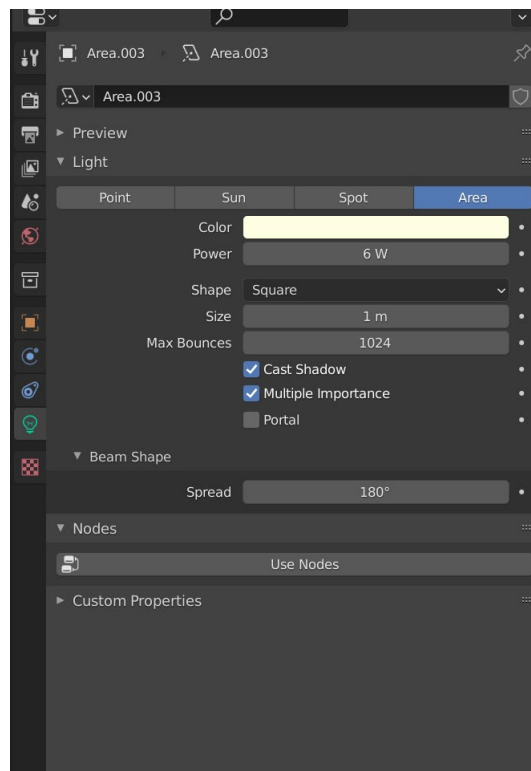 Area.003 Area.003
Area.003
Preview
Light
Point Sun Spot Area
Color
Power 6 W
Shape Square
Size 1 m
Max Bounces 1024
Cast Shadow
Multiple Importance
Portal
Beam Shape
Spread 180°
Nodes
Use Nodes
Custom Properties